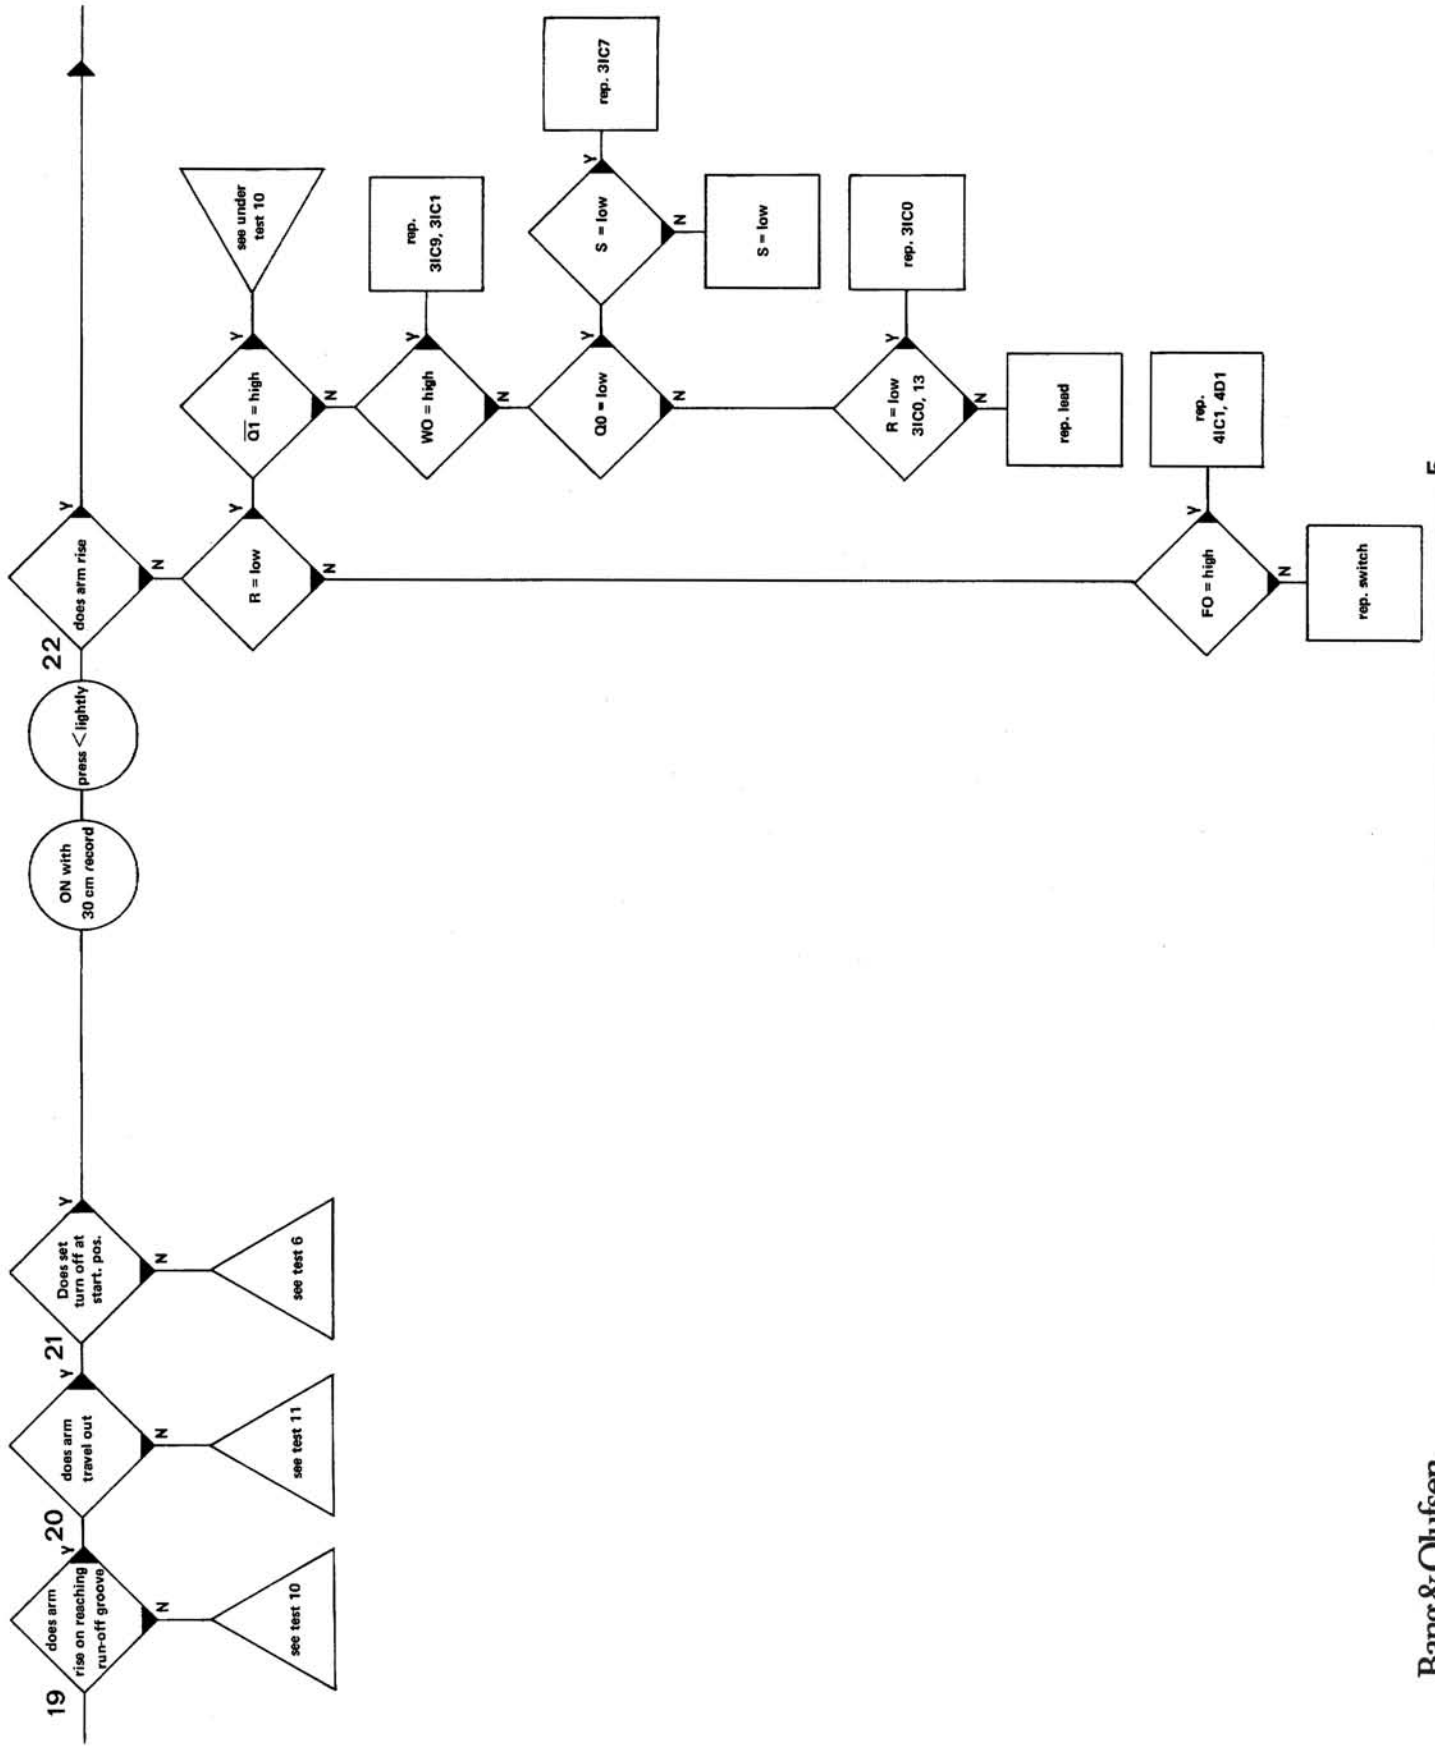 19
does arm
rise on reaching
run-off groove
Y
N
see test 10
20
does arm
travel out
Y
N
see test 11
21
Does set
turn off at
start. pos.
Y
N
see test 6
ON with
30 cm record
press < lightly
22
does arm rise
Y
N
R = low
Y
N
Q̅1̅ = high
Y
N
see under
test 10
WO = high
Y
N
rep.
3IC9, 3IC1
Q0 = low
Y
N
S = low
Y
N
rep. 3IC7
S = low
R = low
3IC0, 13
Y
N
rep. 3IC0
rep. lead
FO = high
Y
N
rep.
4IC1, 4D1
rep. switch
Bang & Olufsen